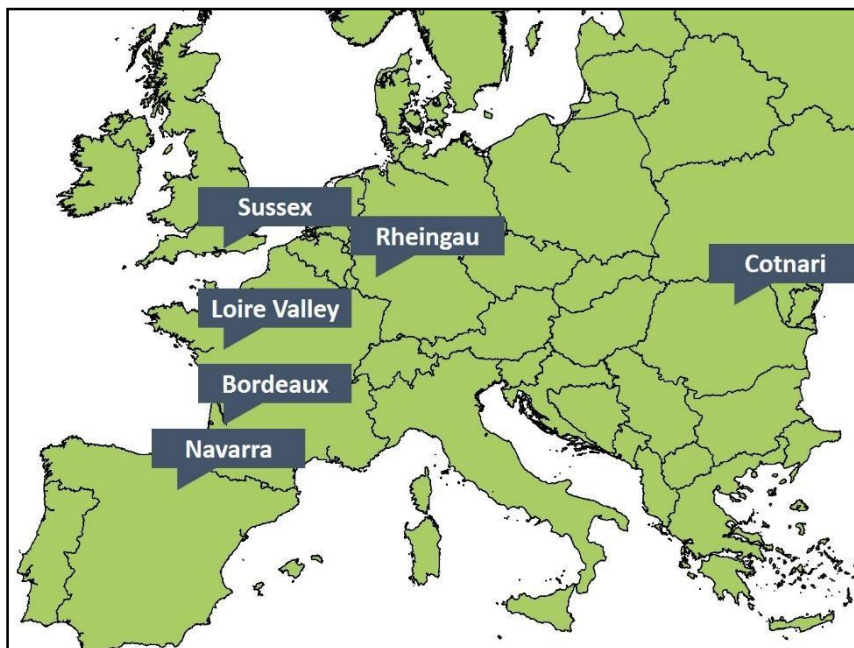 Sussex
Rheingau
Cotnari
Loire Valley
Bordeaux
Navarra